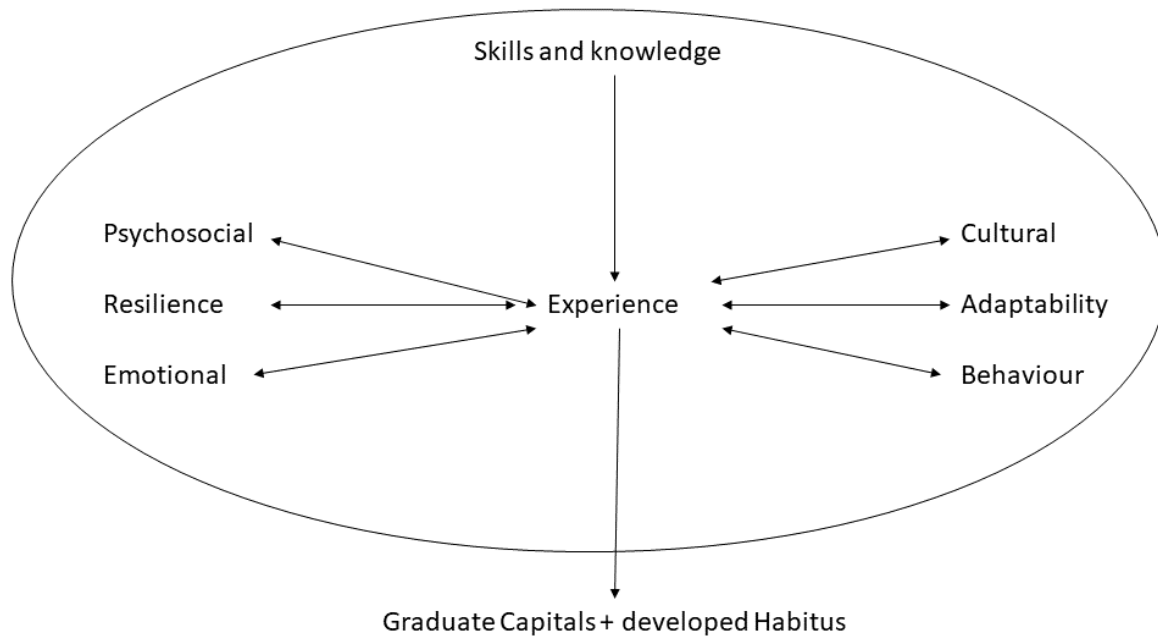 Skills and knowledge
Psychosocial
Cultural
Resilience
Experience
Adaptability
Emotional
Behaviour
Graduate Capitals + developed Habitus